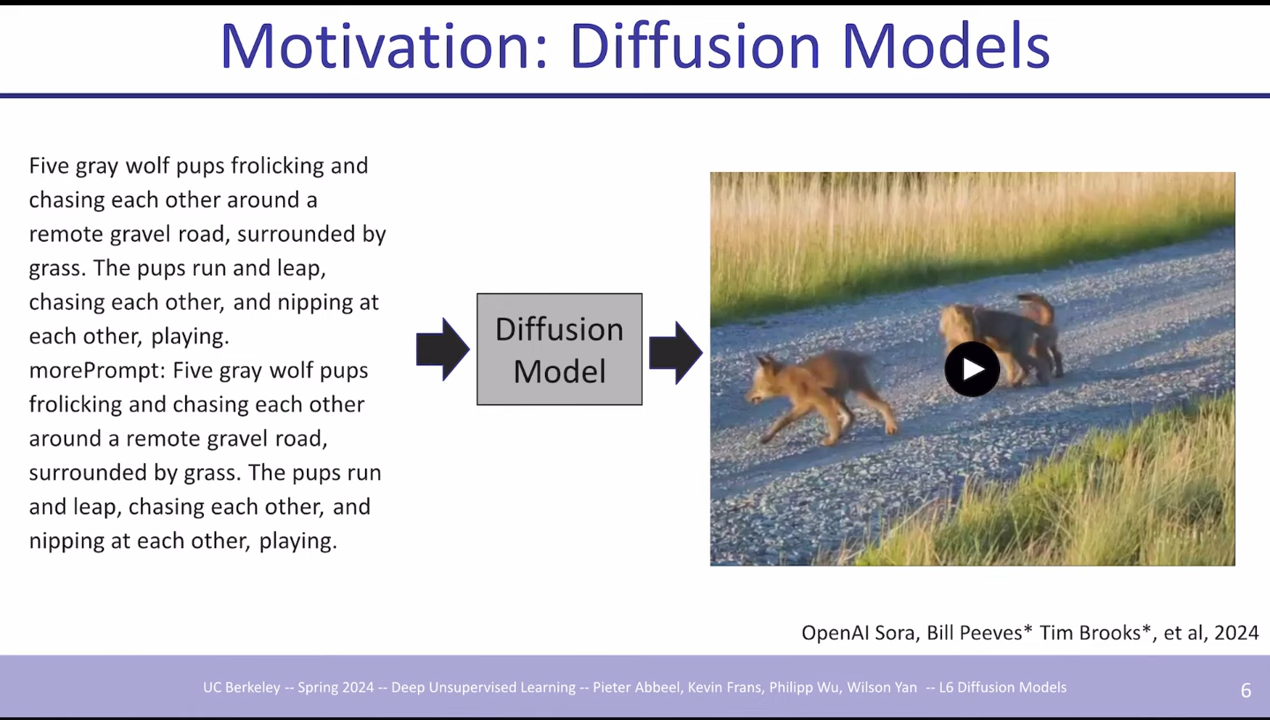 Motivation: Diffusion Models
Five gray wolf pups frolicking and
chasing each other around a
remote gravel road, surrounded by
grass. The pups run and leap,
chasing each other, and nipping at
each other, playing.
morePrompt: Five gray wolf pups
frolicking and chasing each other
around a remote gravel road,
surrounded by grass. The pups run
and leap, chasing each other, and
nipping at each other, playing.
Diffusion
Model
OpenAI Sora, Bill Peeves* Tim Brooks*, et al, 2024
UC Berkeley -- Spring 2024 -- Deep Unsupervised Learning -- Pieter Abbeel, Kevin Frans, Philipp Wu, Wilson Yan -- L6 Diffusion Models
6